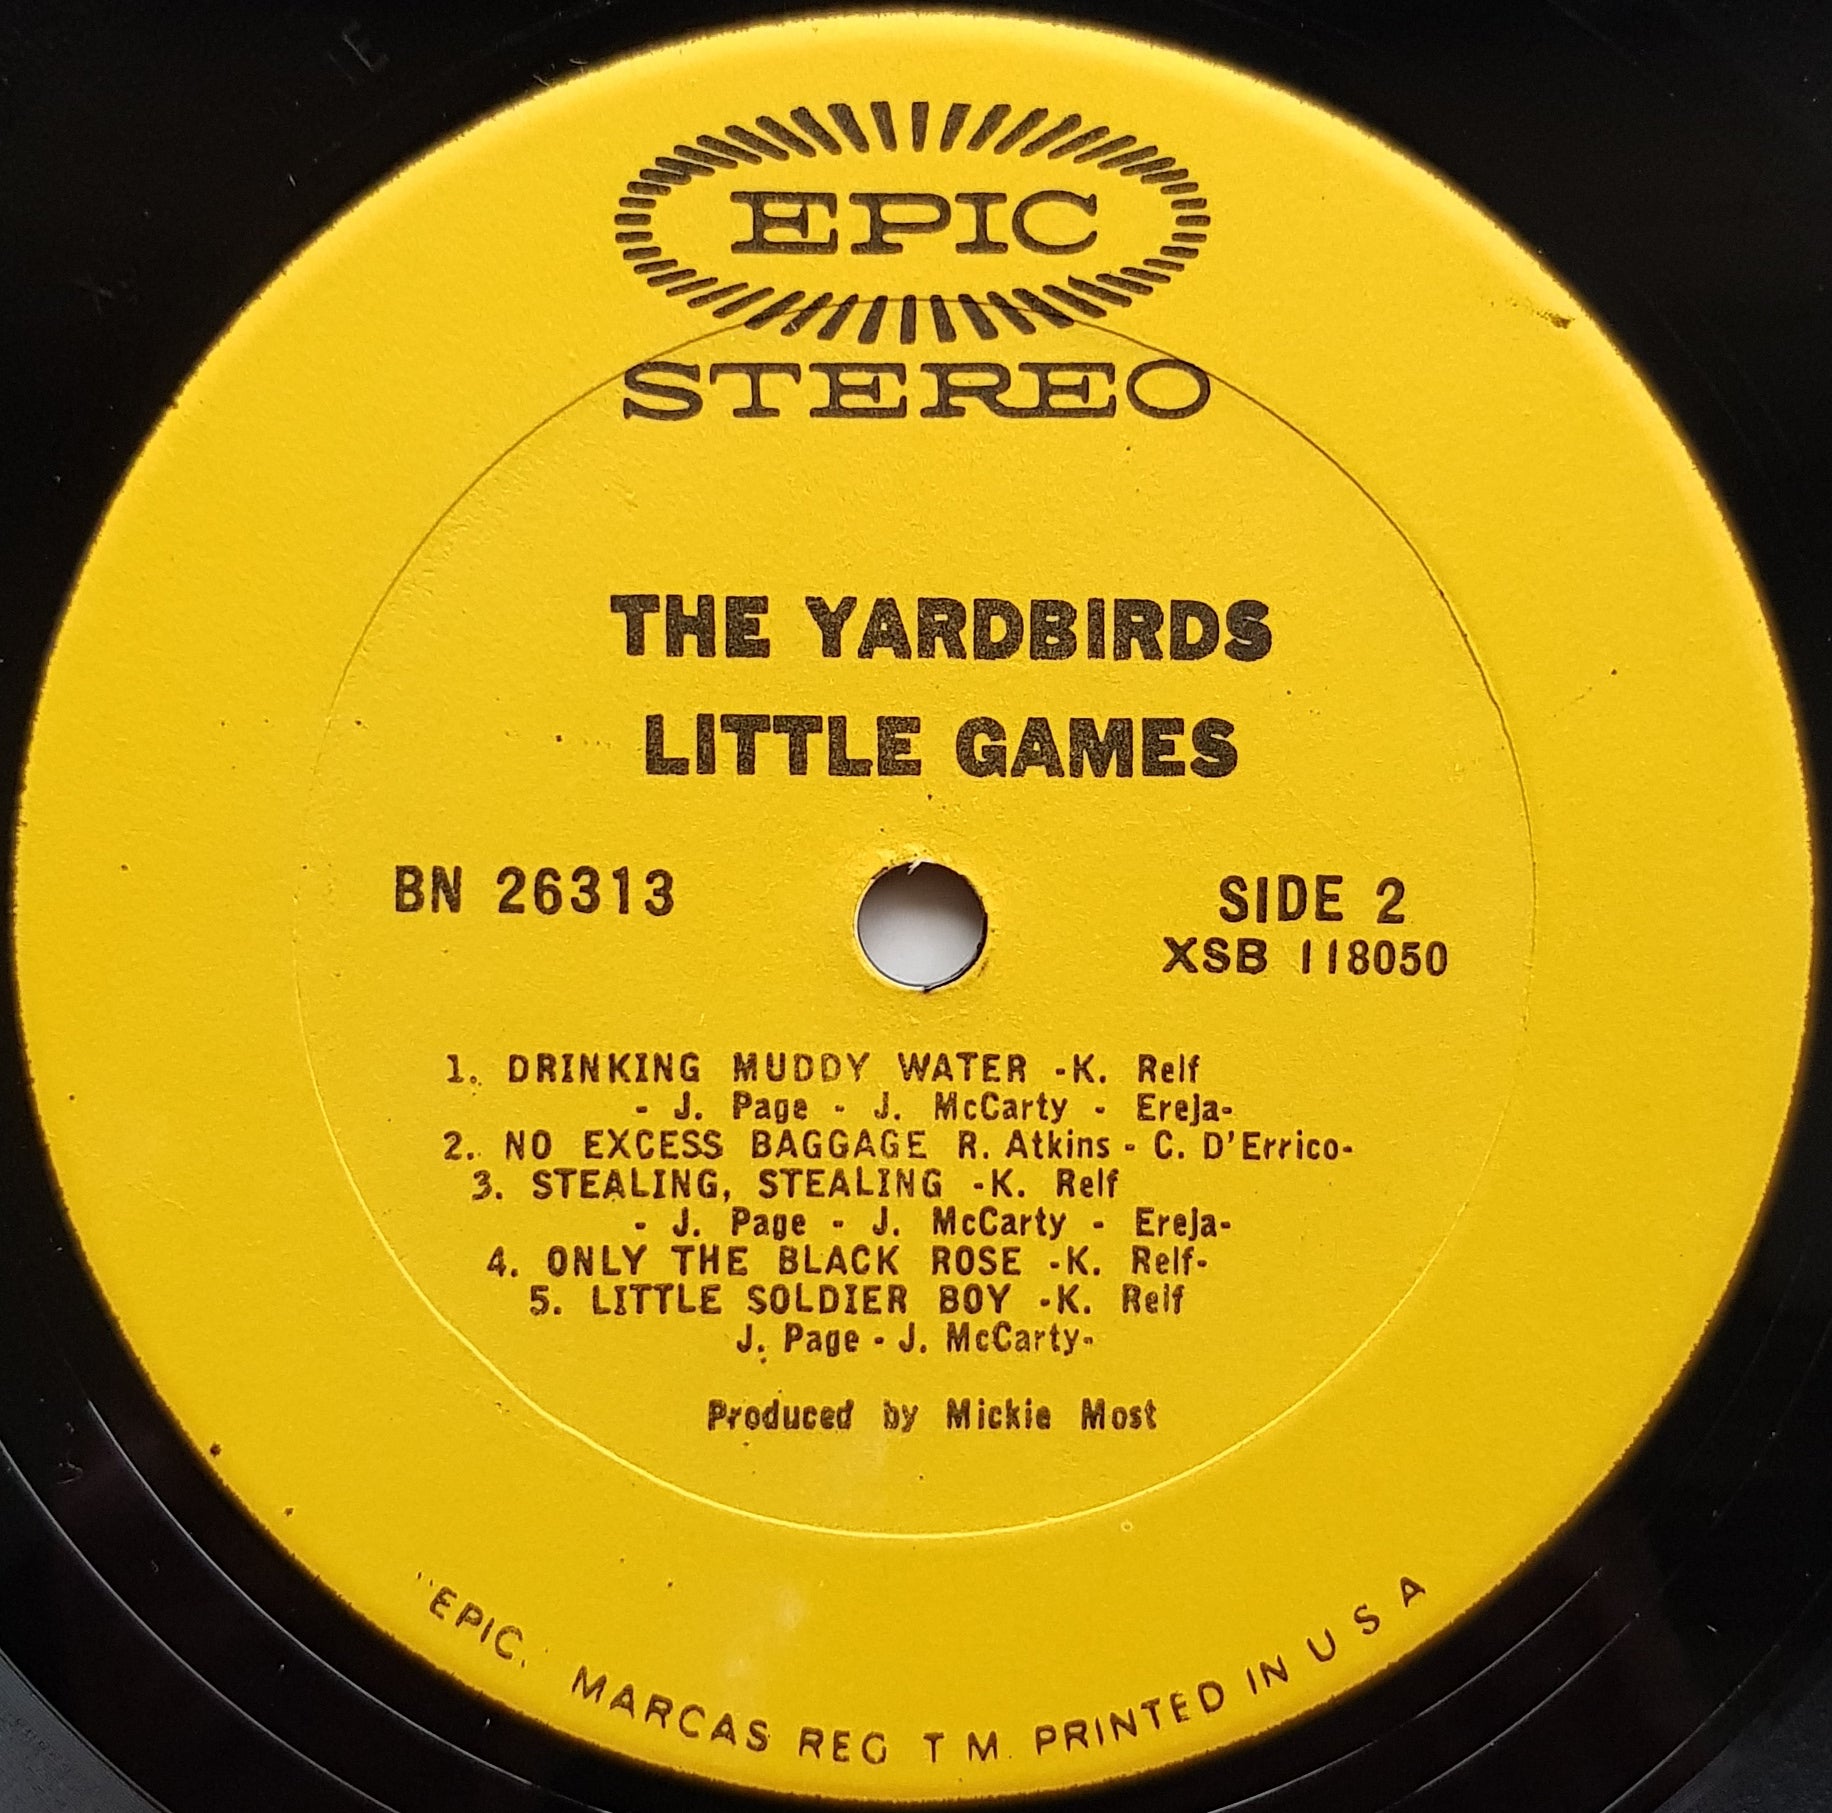 EPIC
STEREO
THE YARDBIRDS
LITTLE GAMES
BN 26313
SIDE 2
XSB 118050
1. DRINKING MUDDY WATER -K. Relf
- J. Page - J. McCarty - Ereja-
2. NO EXCESS BAGGAGE R. Atkins - C. D'Errico-
3. STEALING, STEALING -K. Relf
- J. Page - J. McCarty - Ereja-
4. ONLY THE BLACK ROSE -K. Relf-
5. LITTLE SOLDIER BOY -K. Relf
J. Page - J. McCarty-
Produced by Mickie Most
"EPIC," MARCAS REG T M. PRINTED IN U S A